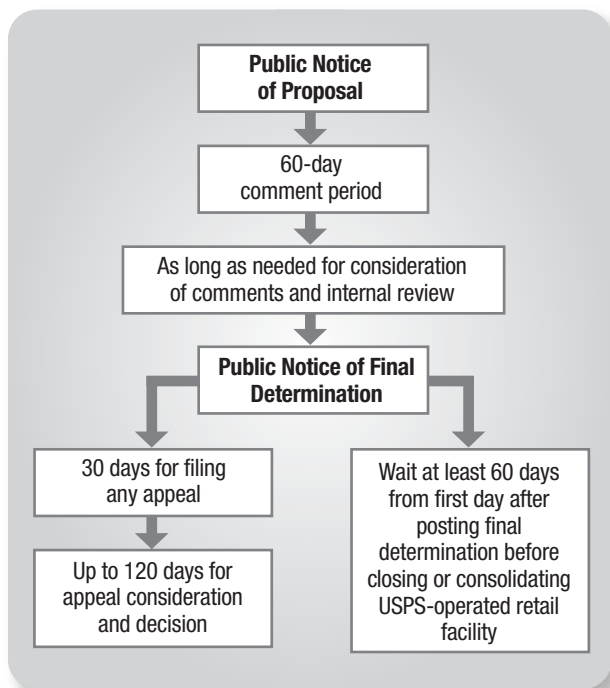 Public Notice
of Proposal
60-day
comment period
As long as needed for consideration
of comments and internal review
Public Notice of Final
Determination
30 days for filing
any appeal
Up to 120 days for
appeal consideration
and decision
Wait at least 60 days
from first day after
posting final
determination before
closing or consolidating
USPS-operated retail
facility